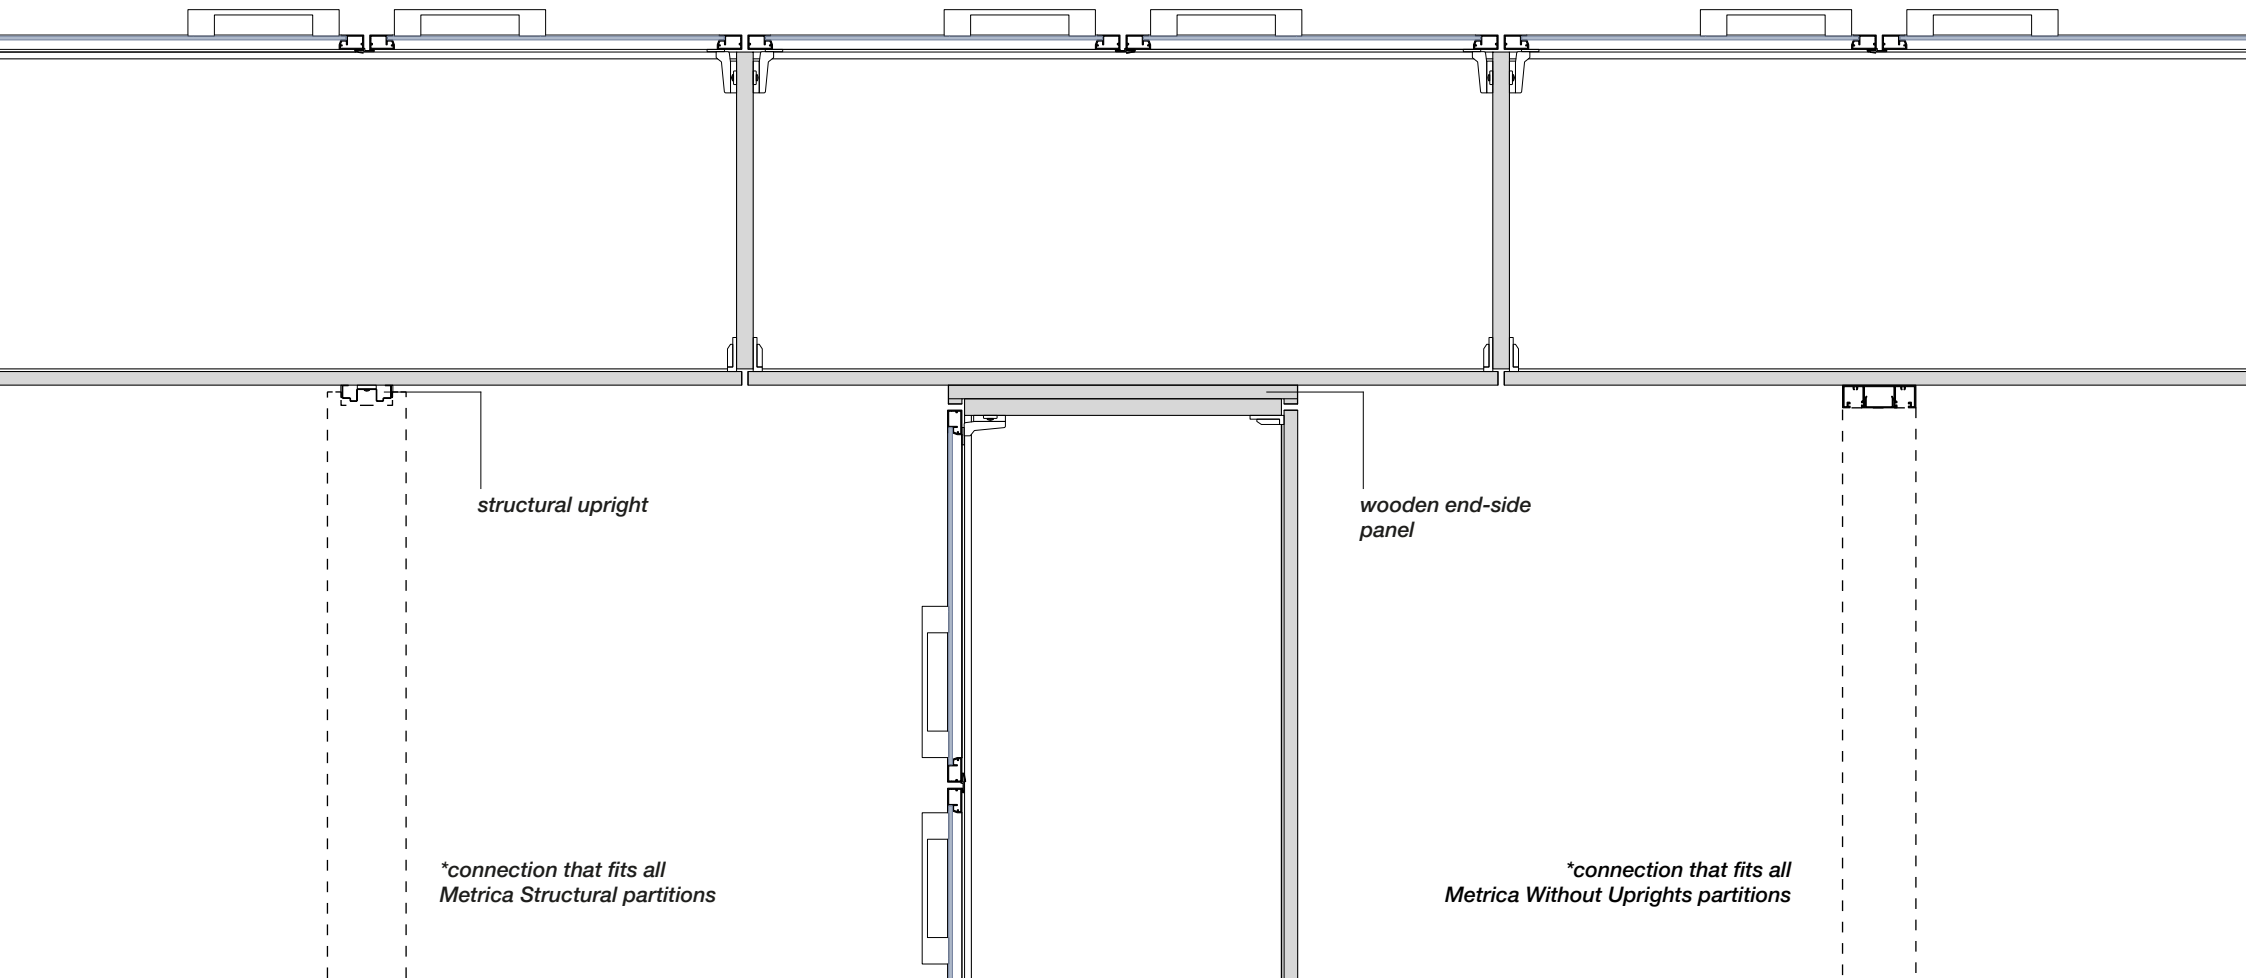 structural upright
wooden end-side
panel
*connection that fits all
Metrica Structural partitions
*connection that fits all
Metrica Without Uprights partitions